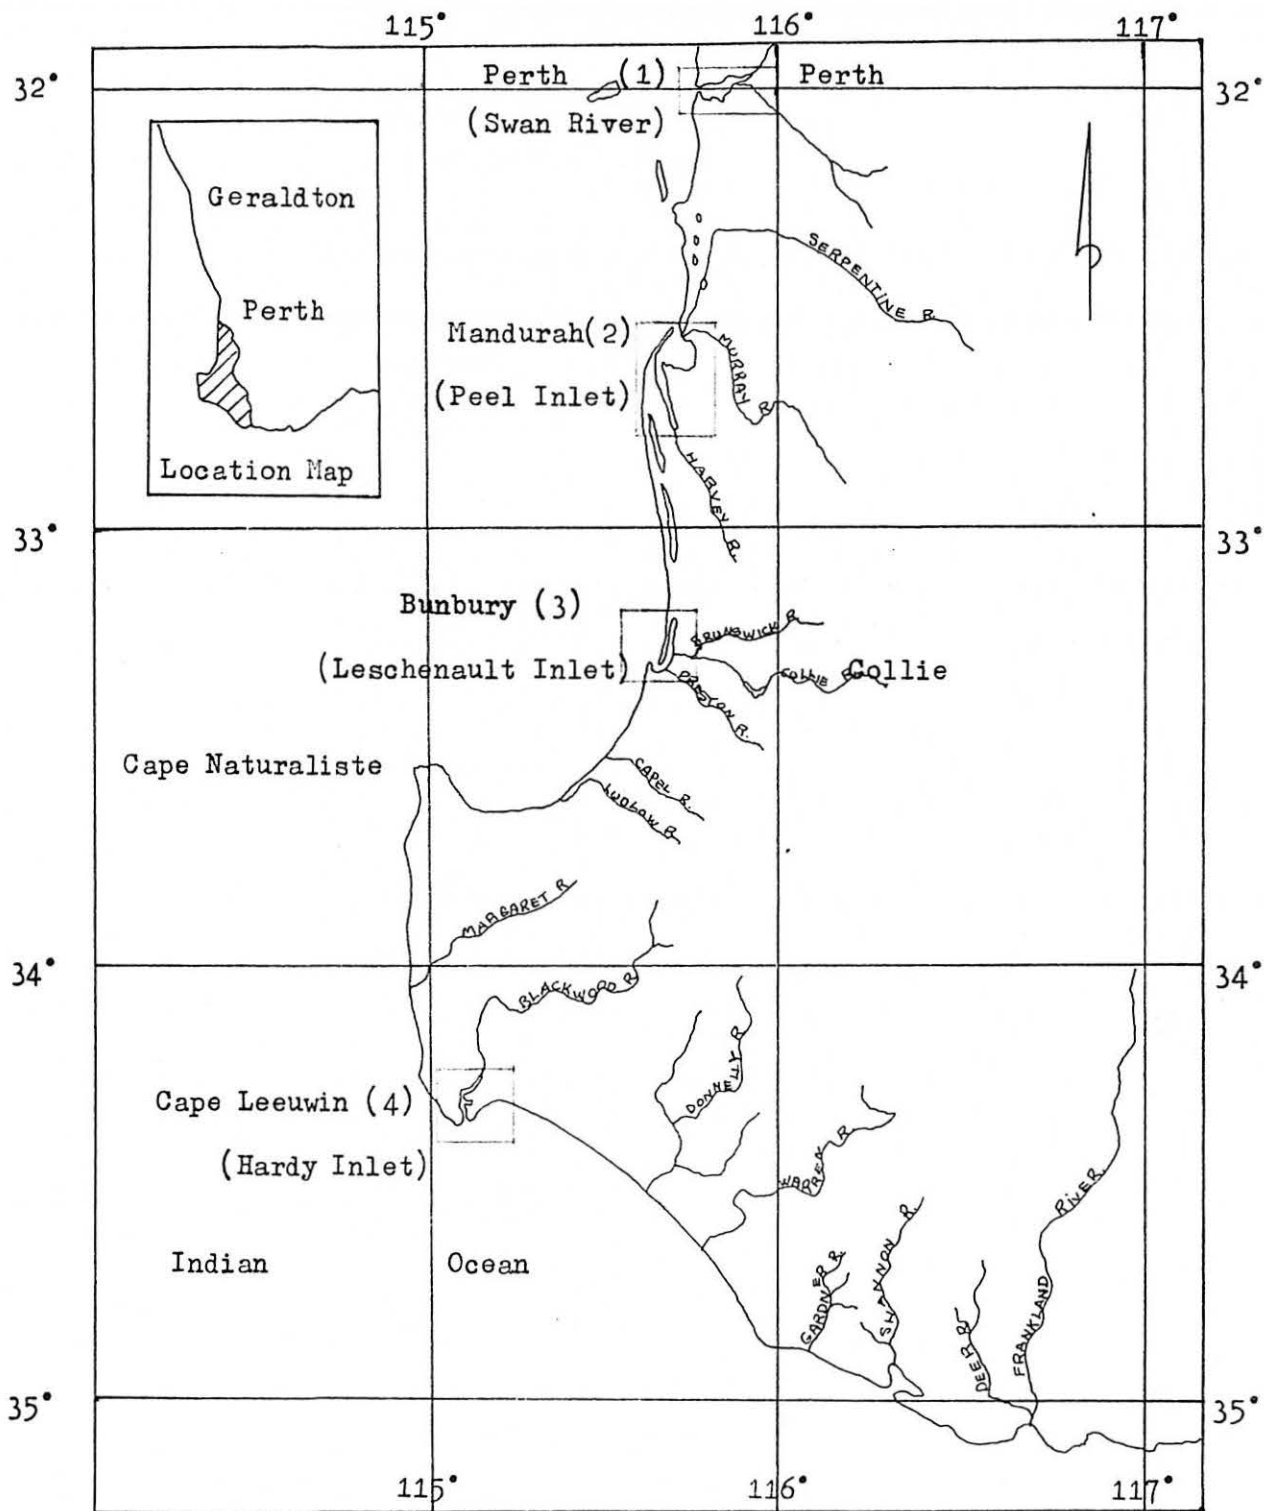 115° 116° 117°
32° Perth (1) Perth 32°
(Swan River)
Geraldton
SERPENTINE R.
Perth
Mandurah(2)
MURRAY R.
(Peel Inlet)
Location Map
HARVEY R.
33° 33°
Bunbury (3)
BRUNSWICK R.
(Leschenault Inlet)
COLLIE R.
Collie
PRESTON R.
Cape Naturaliste
CAPEL R.
LUDLOW R.
MARGARET R
34° 34°
BLACKWOOD R
DONNELLY R
Cape Leeuwin (4)
(Hardy Inlet)
WARREN R.
RiVER
Indian Ocean
GARDNER R.
SHANNON R.
DEER R.
FRANKLAND
35° 35°
115° 116° 117°